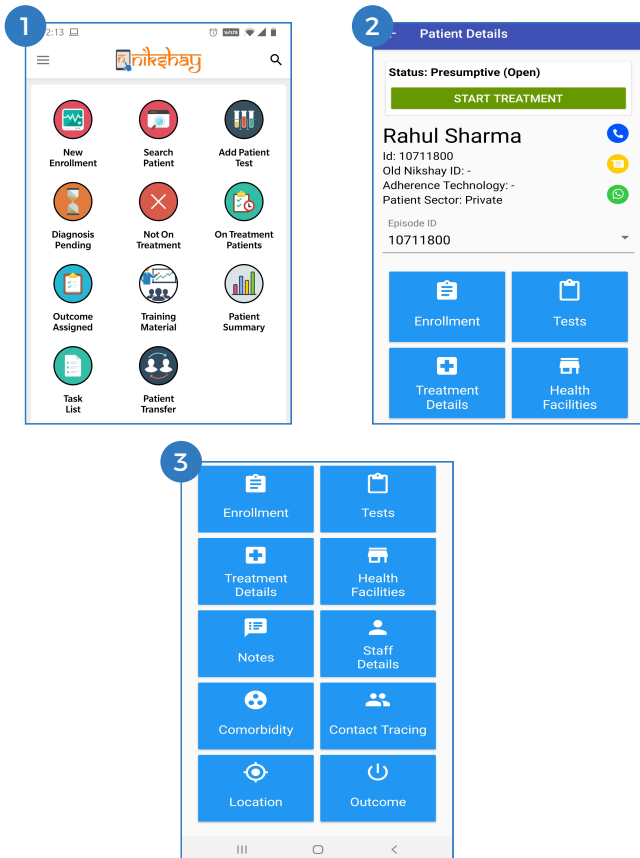 1
2:13
VoLTE
nikshay
New
Enrollment
Search
Patient
Add Patient
Test
Diagnosis
Pending
Not On
Treatment
On Treatment
Patients
Outcome
Assigned
Training
Material
Patient
Summary
Task
List
Patient
Transfer
2
Patient Details
Status: Presumptive (Open)
START TREATMENT
Rahul Sharma
Id: 10711800
Old Nikshay ID: -
Adherence Technology: -
Patient Sector: Private
Episode ID
10711800
Enrollment
Tests
Treatment
Details
Health
Facilities
3
Enrollment
Tests
Treatment
Details
Health
Facilities
Notes
Staff
Details
Comorbidity
Contact Tracing
Location
Outcome